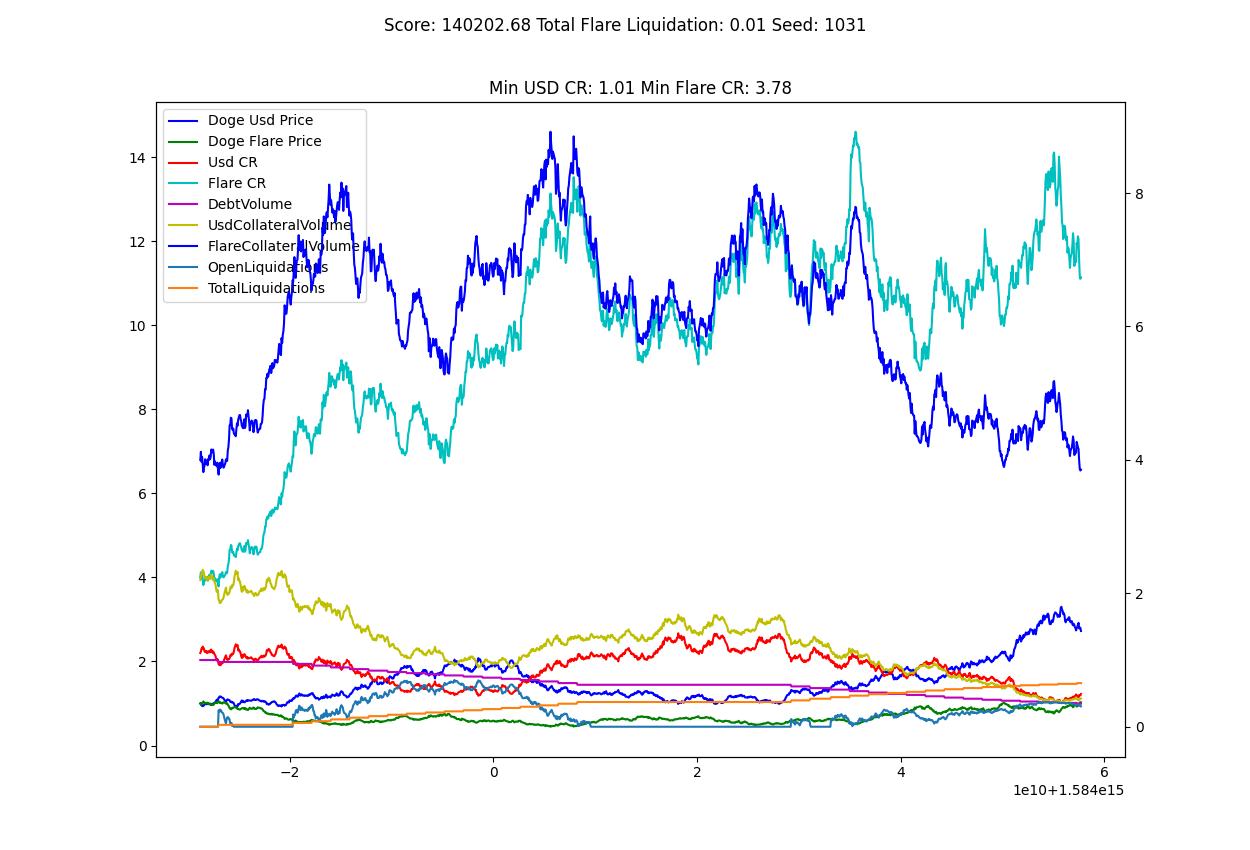 Score: 140202.68 Total Flare Liquidation: 0.01 Seed: 1031
Min USD CR: 1.01 Min Flare CR: 3.78
Doge Usd Price
Doge Flare Price
Usd CR
Flare CR
DebtVolume
UsdCollateralVolume
FlareCollateralVolume
OpenLiquidations
TotalLiquidations
14
12
10
8
6
4
2
0
8
6
4
2
0
−2
0
2
4
6
1e10+1.584e15